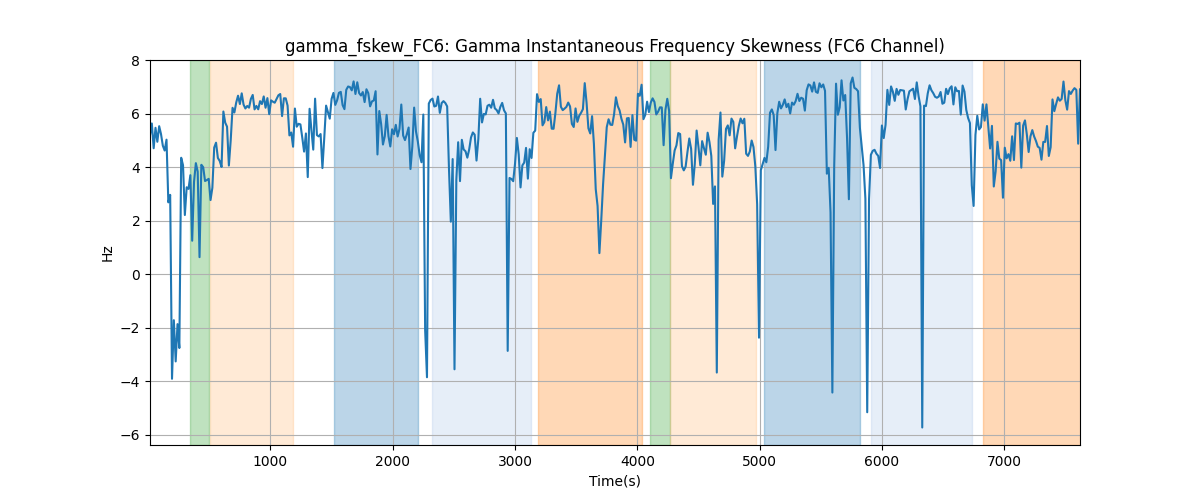 gamma_fskew_FC6: Gamma Instantaneous Frequency Skewness (FC6 Channel)
8
6
4
2
0
−2
−4
−6
Hz
1000 2000 3000 4000 5000 6000 7000
Time(s)